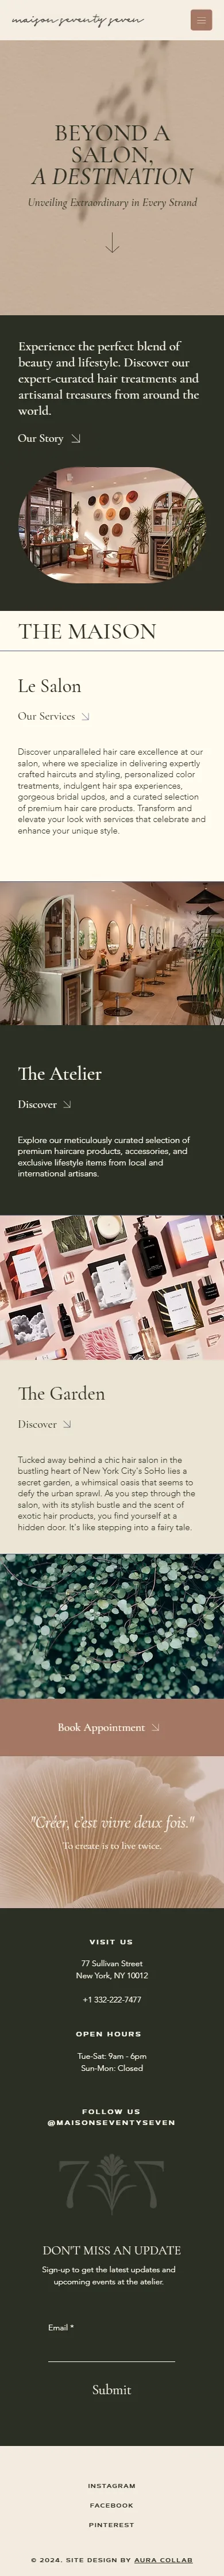 maison seventy seven
BEYOND A
SALON,
A DESTINATION
Unveiling Extraordinary in Every Strand
Experience the perfect blend of
beauty and lifestyle. Discover our
expert-curated hair treatments and
artisanal treasures from around the
world.
Our Story
THE MAISON
Le Salon
Our Services
Discover unparalleled hair care excellence at our
salon, where we specialize in delivering expertly
crafted haircuts and styling, personalized color
treatments, indulgent hair spa experiences,
gorgeous bridal updos, and a curated selection
of premium hair care products. Transform and
elevate your look with services that celebrate and
enhance your unique style.
The Atelier
Discover
Explore our meticulously curated selection of
premium haircare products, accessories, and
exclusive lifestyle items from local and
international artisans.
The Garden
Discover
Tucked away behind a chic hair salon in the
bustling heart of New York City's SoHo lies a
secret garden, a whimsical oasis that seems to
defy the urban sprawl. As you step through the
salon, with its stylish bustle and the scent of
exotic hair products, you find yourself at a
hidden door. It's like stepping into a fairy tale.
Book Appointment
"Créer, c'est vivre deux fois."
To create is to live twice.
VISIT US
77 Sullivan Street
New York, NY 10012
+1 332-222-7477
OPEN HOURS
Tue-Sat: 9am - 6pm
Sun-Mon: Closed
FOLLOW US
@MAISONSEVENTYSEVEN
77
DON'T MISS AN UPDATE
Sign-up to get the latest updates and
upcoming events at the atelier.
Email *
Submit
INSTAGRAM
FACEBOOK
PINTEREST
© 2024. SITE DESIGN BY AURA COLLAB